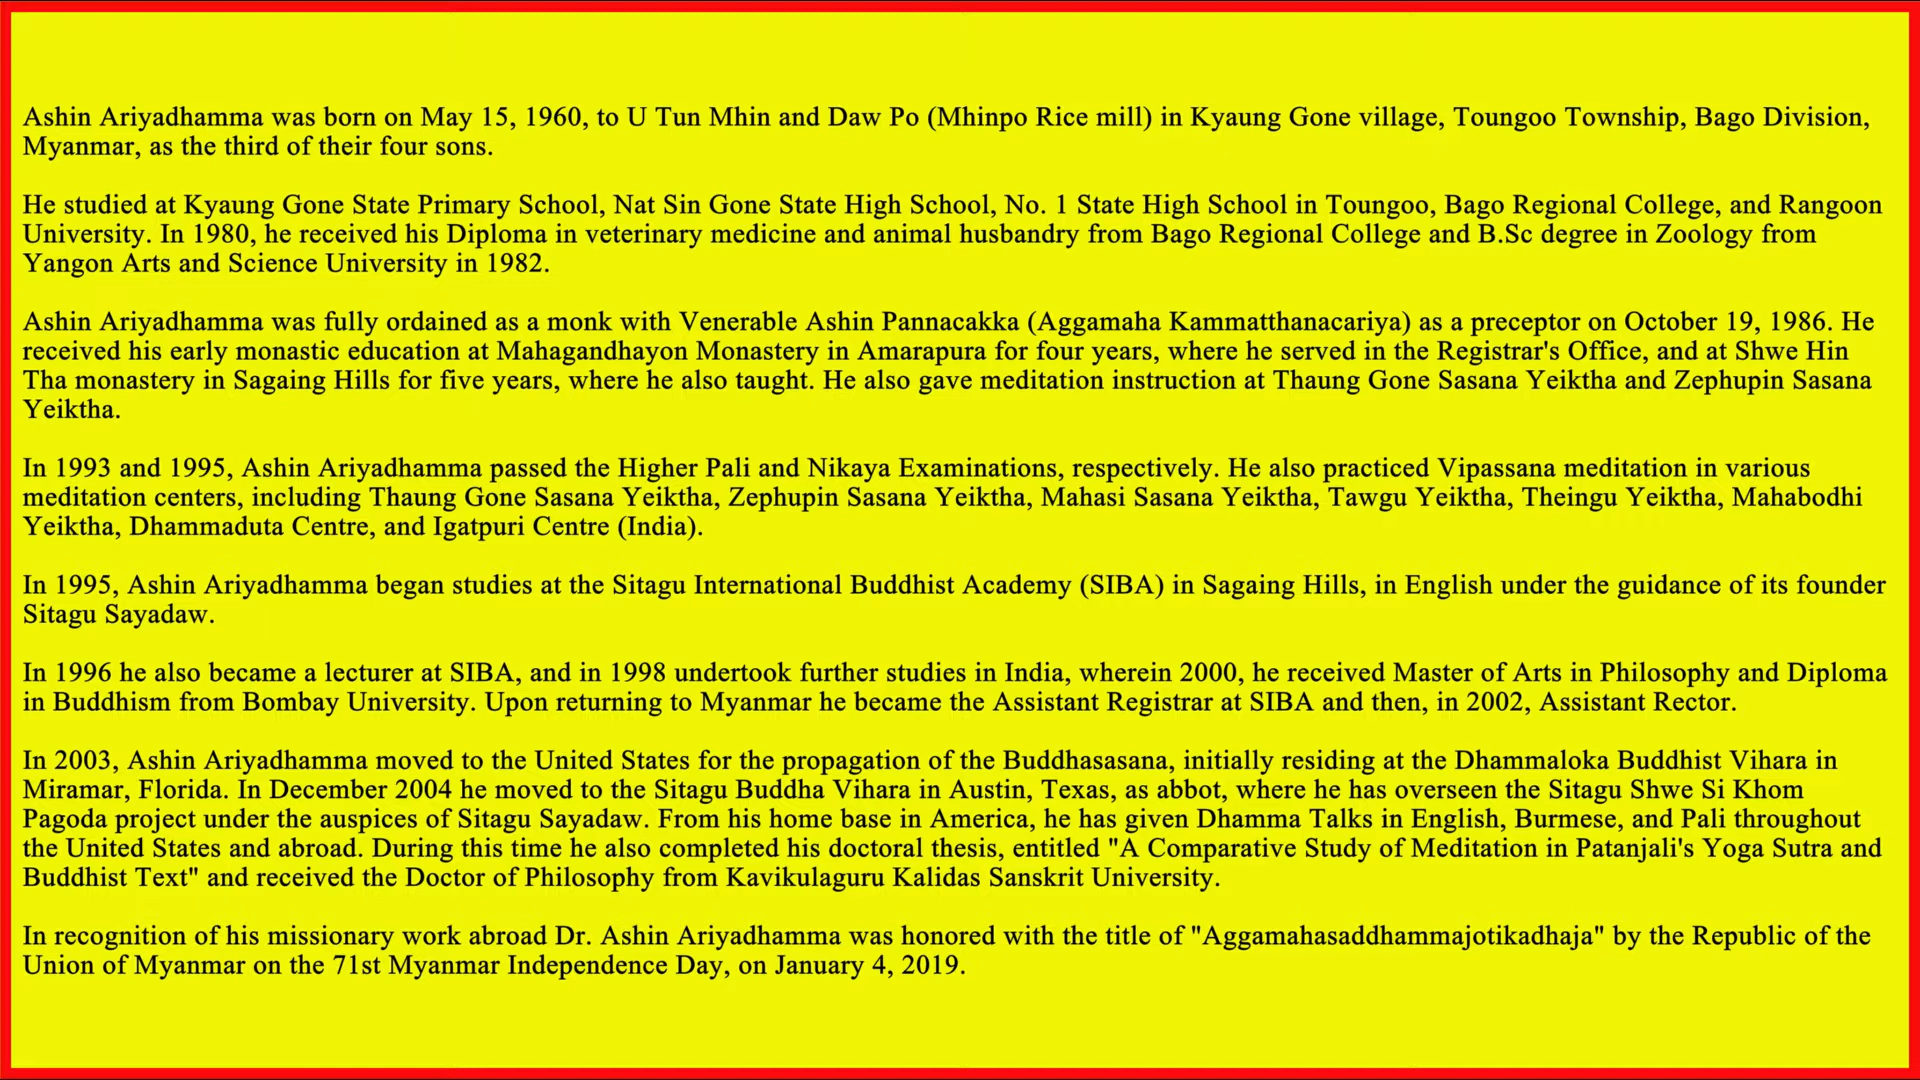 Ashin Ariyadhamma was born on May 15, 1960, to U Tun Mhin and Daw Po (Mhinpo Rice mill) in Kyaung Gone village, Toungoo Township, Bago Division,
Myanmar, as the third of their four sons.
He studied at Kyaung Gone State Primary School, Nat Sin Gone State High School, No. 1 State High School in Toungoo, Bago Regional College, and Rangoon
University. In 1980, he received his Diploma in veterinary medicine and animal husbandry from Bago Regional College and B.Sc degree in Zoology from
Yangon Arts and Science University in 1982.
Ashin Ariyadhamma was fully ordained as a monk with Venerable Ashin Pannacakka (Aggamaha Kammatthanacariya) as a preceptor on October 19, 1986. He
received his early monastic education at Mahagandhayon Monastery in Amarapura for four years, where he served in the Registrar's Office, and at Shwe Hin
Tha monastery in Sagaing Hills for five years, where he also taught. He also gave meditation instruction at Thaung Gone Sasana Yeiktha and Zephupin Sasana
Yeiktha.
In 1993 and 1995, Ashin Ariyadhamma passed the Higher Pali and Nikaya Examinations, respectively. He also practiced Vipassana meditation in various
meditation centers, including Thaung Gone Sasana Yeiktha, Zephupin Sasana Yeiktha, Mahasi Sasana Yeiktha, Tawgu Yeiktha, Theingu Yeiktha, Mahabodhi
Yeiktha, Dhammaduta Centre, and Igatpuri Centre (India).
In 1995, Ashin Ariyadhamma began studies at the Sitagu International Buddhist Academy (SIBA) in Sagaing Hills, in English under the guidance of its founder
Sitagu Sayadaw.
In 1996 he also became a lecturer at SIBA, and in 1998 undertook further studies in India, wherein 2000, he received Master of Arts in Philosophy and Diploma
in Buddhism from Bombay University. Upon returning to Myanmar he became the Assistant Registrar at SIBA and then, in 2002, Assistant Rector.
In 2003, Ashin Ariyadhamma moved to the United States for the propagation of the Buddhasasana, initially residing at the Dhammaloka Buddhist Vihara in
Miramar, Florida. In December 2004 he moved to the Sitagu Buddha Vihara in Austin, Texas, as abbot, where he has overseen the Sitagu Shwe Si Khom
Pagoda project under the auspices of Sitagu Sayadaw. From his home base in America, he has given Dhamma Talks in English, Burmese, and Pali throughout
the United States and abroad. During this time he also completed his doctoral thesis, entitled "A Comparative Study of Meditation in Patanjali's Yoga Sutra and
Buddhist Text" and received the Doctor of Philosophy from Kavikulaguru Kalidas Sanskrit University.
In recognition of his missionary work abroad Dr. Ashin Ariyadhamma was honored with the title of "Aggamahasaddhammajotikadhaja" by the Republic of the
Union of Myanmar on the 71st Myanmar Independence Day, on January 4, 2019.